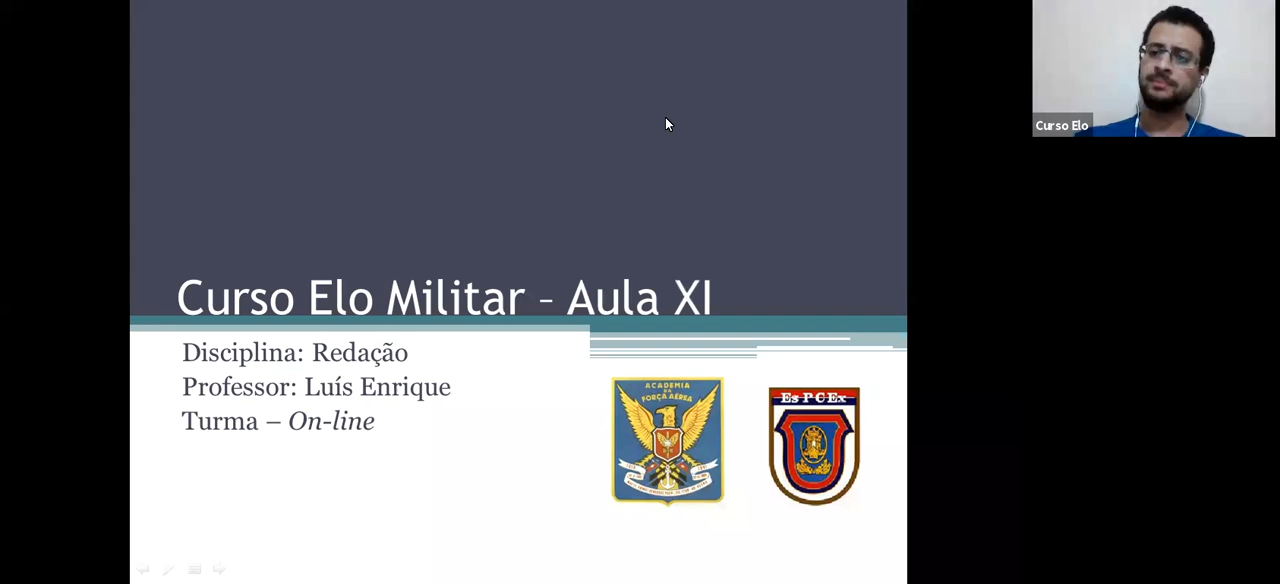 Curso Elo
Curso Elo Militar – Aula XI
Disciplina: Redação
Professor: Luís Enrique
Turma – On-line
ACADEMIA
DA
FORÇA AÉREA
EsPCEx